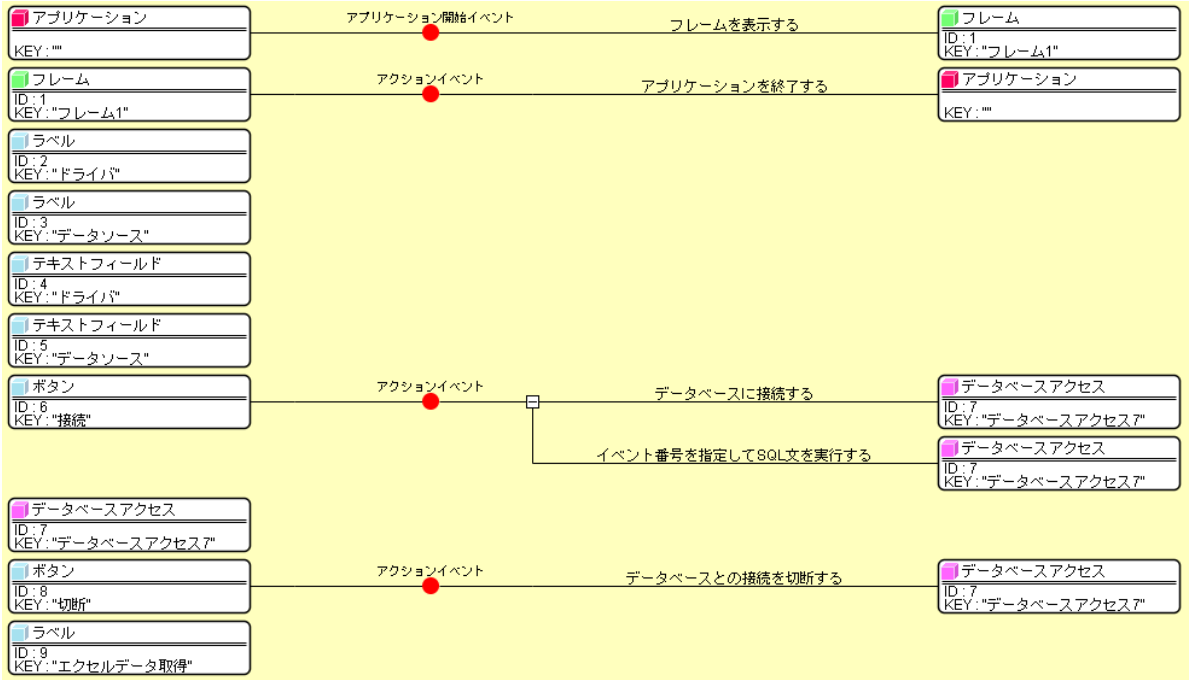 アプリケーション
KEY : ""
アプリケーション開始イベント
フレームを表示する
フレーム
ID : 1
KEY : "フレーム1"
フレーム
ID : 1
KEY : "フレーム1"
アクションイベント
アプリケーションを終了する
アプリケーション
KEY : ""
ラベル
ID : 2
KEY : "ドライバ"
ラベル
ID : 3
KEY : "データソース"
テキストフィールド
ID : 4
KEY : "ドライバ"
テキストフィールド
ID : 5
KEY : "データソース"
ボタン
ID : 6
KEY : "接続"
アクションイベント
データベースに接続する
データベースアクセス
ID : 7
KEY : "データベースアクセス7"
イベント番号を指定してSQL文を実行する
データベースアクセス
ID : 7
KEY : "データベースアクセス7"
データベースアクセス
ID : 7
KEY : "データベースアクセス7"
ボタン
ID : 8
KEY : "切断"
アクションイベント
データベースとの接続を切断する
データベースアクセス
ID : 7
KEY : "データベースアクセス7"
ラベル
ID : 9
KEY : "エクセルデータ取得"